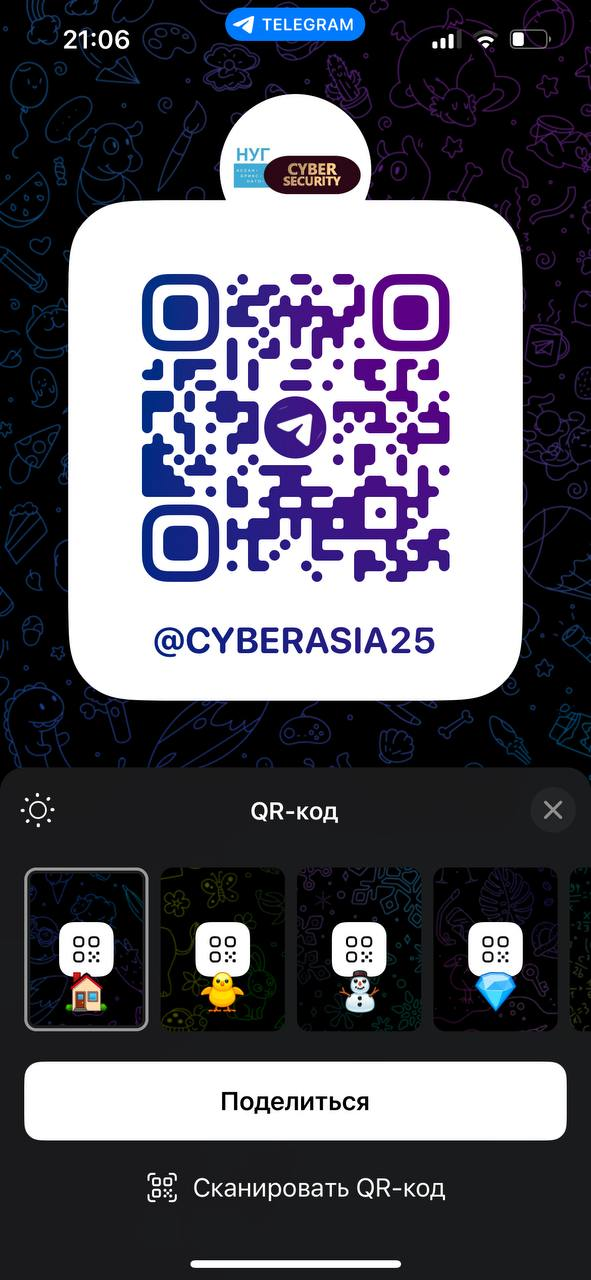 21:06
TELEGRAM
НУГ
CYBER
SECURITY
@CYBERASIA25
QR-код
Поделиться
Сканировать QR-код